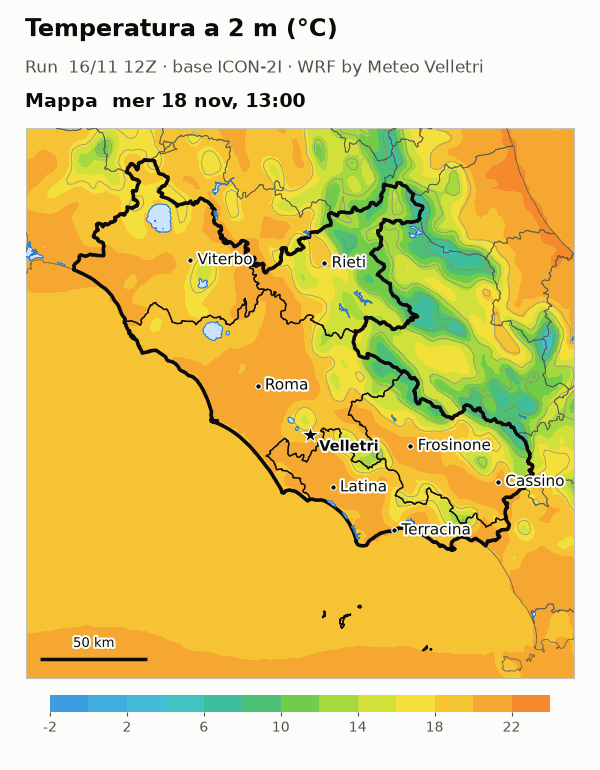 Temperatura a 2 m (°C)
Run  16/11 12Z · base ICON-2I · WRF by Meteo Velletri
Mappa  mer 18 nov, 13:00
Viterbo
Rieti
Roma
Velletri
Frosinone
Cassino
Latina
Terracina
50 km
-2 2 6 10 14 18 22